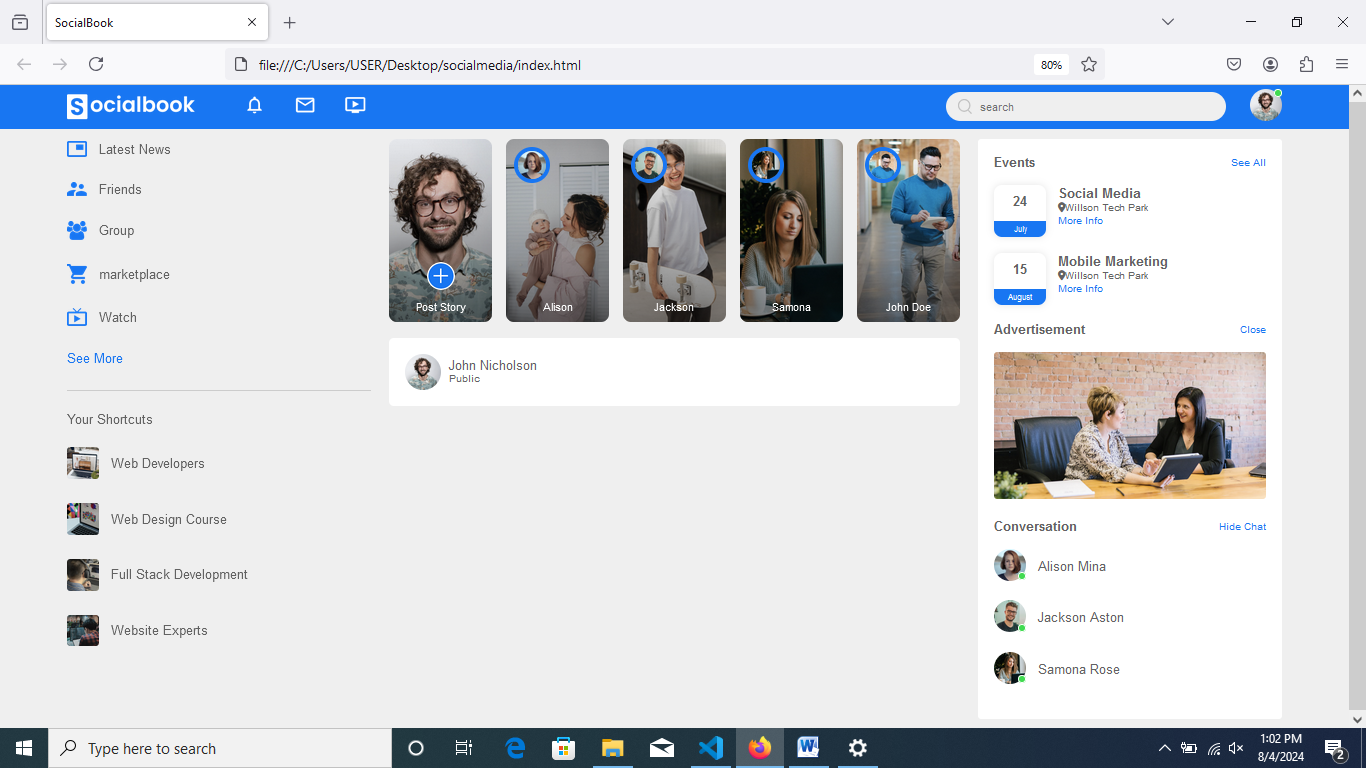 SocialBook
file:///C:/Users/USER/Desktop/socialmedia/index.html
80%
Socialbook
search
Latest News
Friends
Group
marketplace
Watch
See More
Your Shortcuts
Web Developers
Web Design Course
Full Stack Development
Website Experts
Post Story
Alison
Jackson
Samona
John Doe
John Nicholson
Public
Events
See All
24
July
Social Media
Willson Tech Park
More Info
15
August
Mobile Marketing
Willson Tech Park
More Info
Advertisement
Close
Conversation
Hide Chat
Alison Mina
Jackson Aston
Samona Rose
Type here to search
1:02 PM
8/4/2024
2